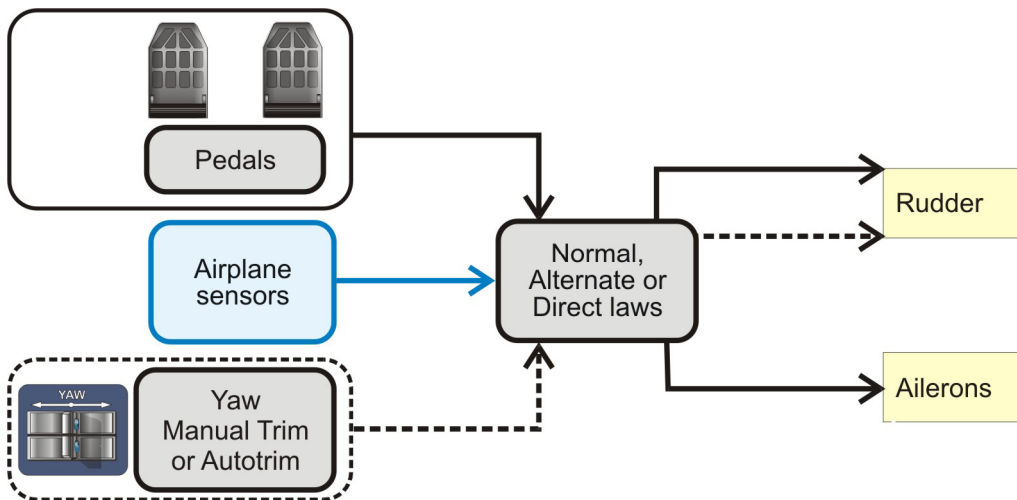 Pedals
Airplane
sensors
YAW
Yaw
Manual Trim
or Autotrim
Normal,
Alternate or
Direct laws
Rudder
Ailerons